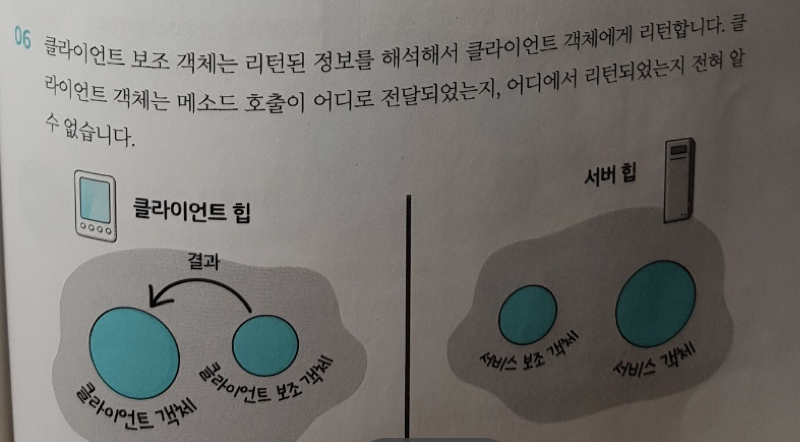 06 클라이언트 보조 객체는 리턴된 정보를 해석해서 클라이언트 객체에게 리턴합니다. 클
라이언트 객체는 메소드 호출이 어디로 전달되었는지, 어디에서 리턴되었는지 전혀 알
수 없습니다.
클라이언트 힙
서버 힙
결과
클라이언트 객체
클라이언트 보조 객체
서비스 보조 객체
서비스 객체